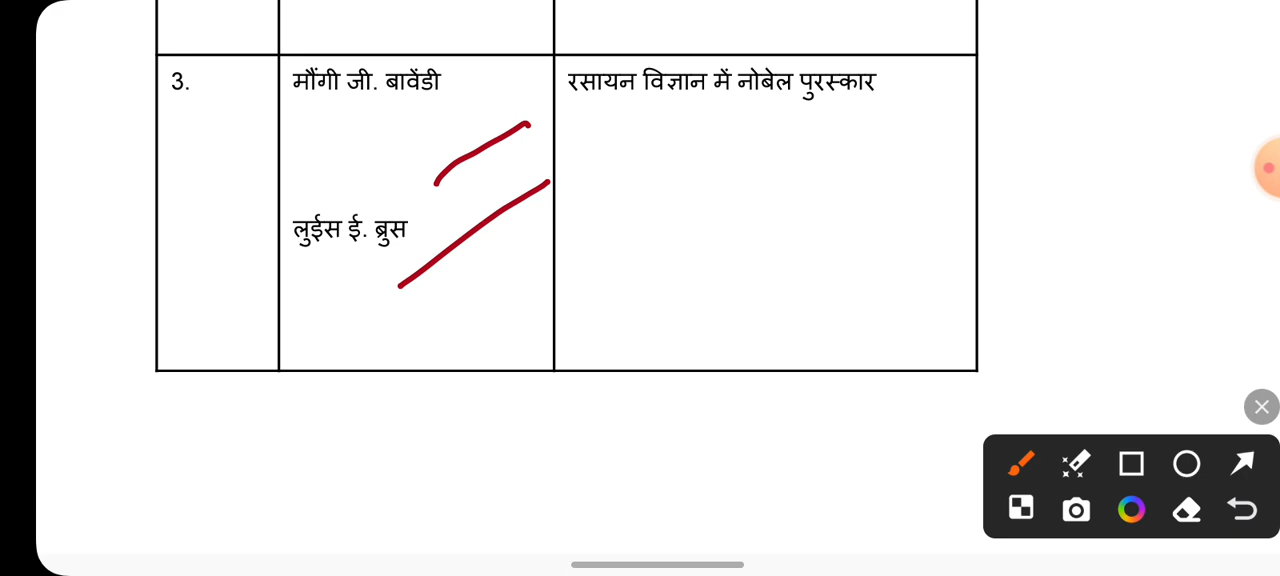 3.
मौंगी जी. बावेंडी
रसायन विज्ञान में नोबेल पुरस्कार
लुईस ई. ब्रुस